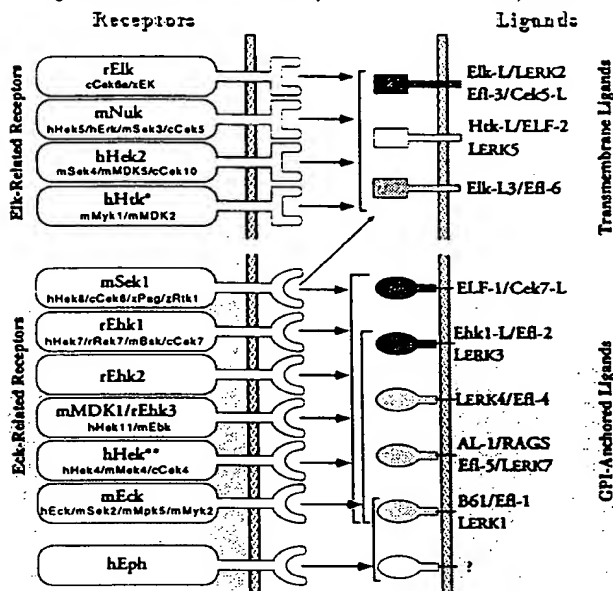 Receptors
Ligands
Elk-Related Receptors
rElk
cCek6a/xEK
mNuk
hHek5/hErk/mSek3/cCek5
hHek2
mSek4/mMDK5/cCek10
hHtk*
mMyk1/mMDK2
Elk-L/LERK2
Efl-3/Cek5-L
Htk-L/ELF-2
LERK5
Elk-L3/Efl-6
Transmembrane Ligands
Eck-Related Receptors
mSek1
hHek8/cCek8/xPag/zRtk1
rEhk1
hHek7/rRek7/mBsk/cCek7
rEhk2
mMDK1/rEhk3
hHek11/mEbk
hHek**
hHek4/mMek4/cCek4
mEck
hEck/mSek2/mMpk5/mMyk2
hEph
ELF-1/Cek7-L
Ehk1-L/Efl-2
LERK3
LERK4/Efl-4
AL-1/RAGS
Efl-5/LERK7
B61/Efl-1
LERK1
?
GPI-Anchored Ligands